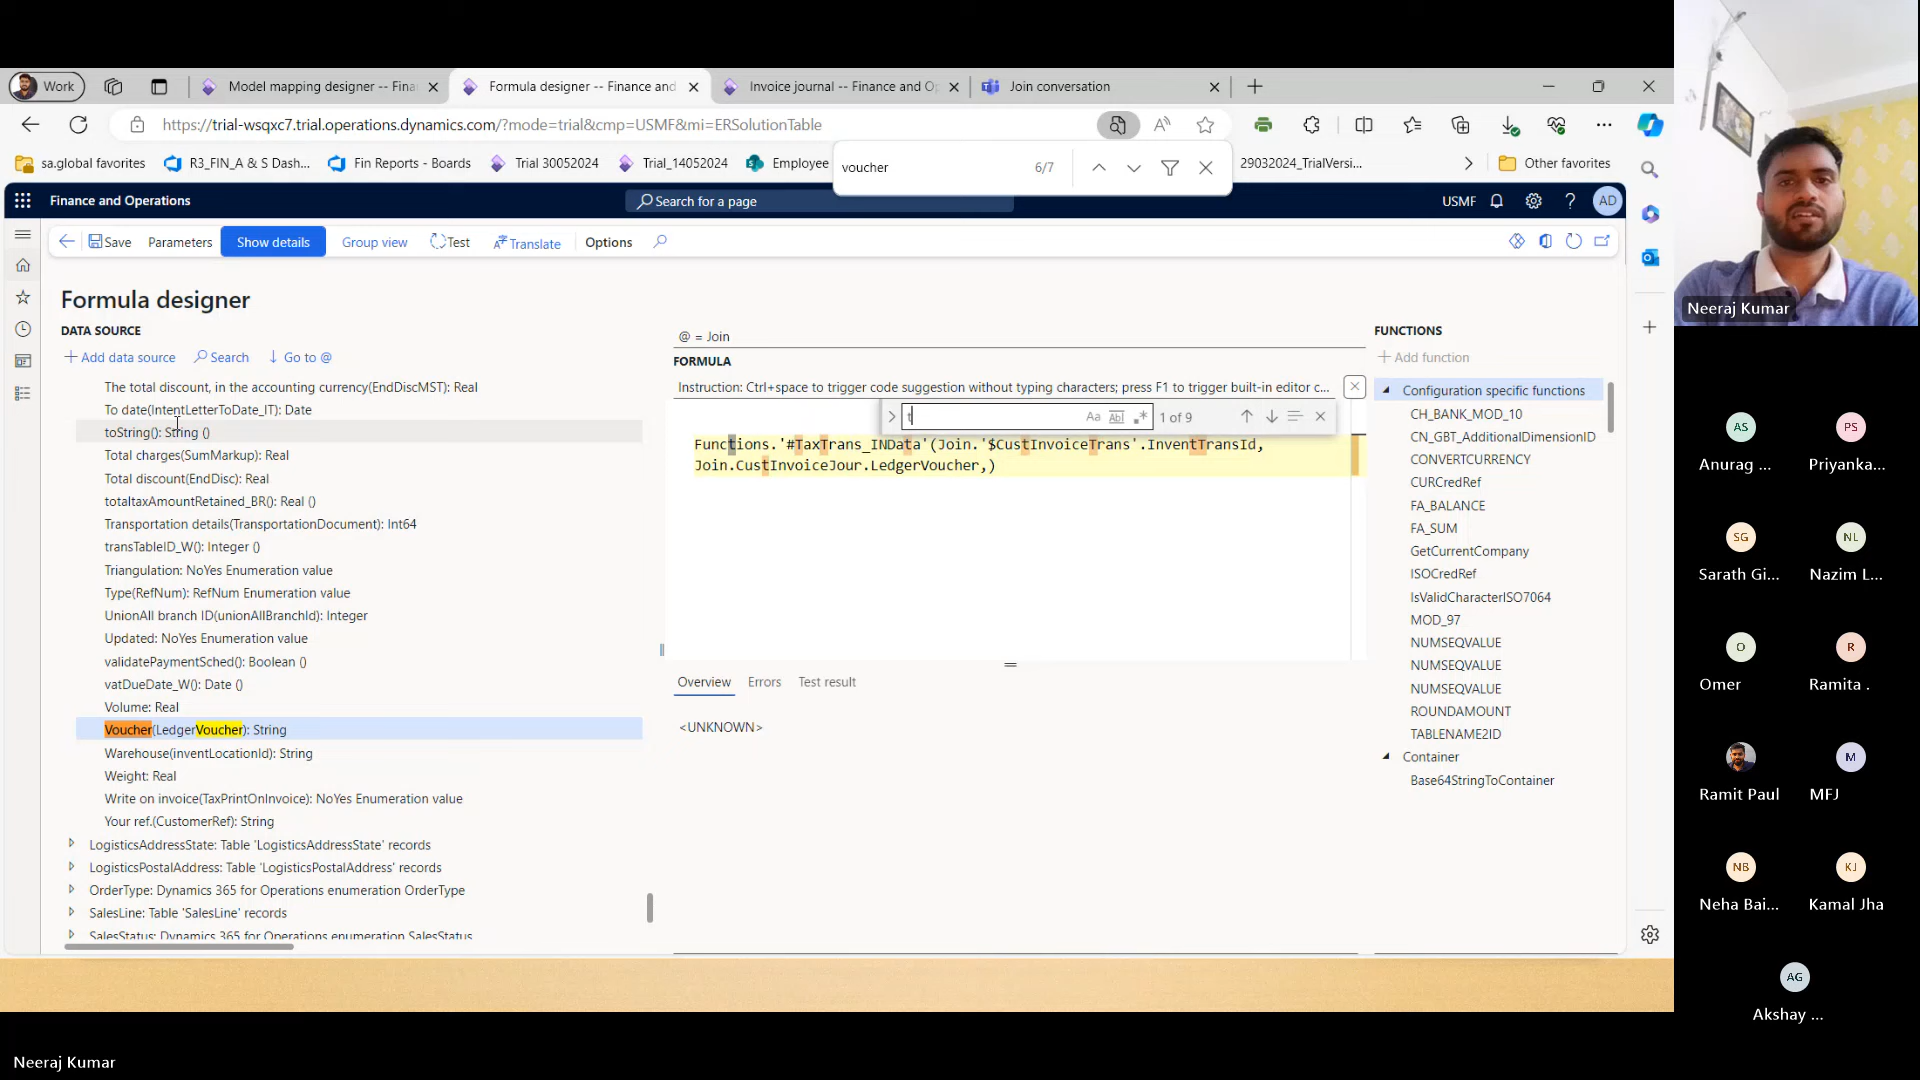 Work
Model mapping designer -- Fina
Formula designer -- Finance and
Invoice journal -- Finance and O
Join conversation
https://trial-wsqxc7.trial.operations.dynamics.com/?mode=trial&cmp=USMF&mi=ERSolutionTable
sa.global favorites
R3_FIN_A & S Dash...
Fin Reports - Boards
Trial 30052024
Trial_14052024
Employee
voucher
6/7
29032024_TrialVersi...
Other favorites
Finance and Operations
Search for a page
USMF
AD
Save
Parameters
Show details
Group view
Test
Translate
Options
Formula designer
DATA SOURCE
Add data source
Search
Go to @
The total discount, in the accounting currency(EndDiscMST): Real
To date(IntentLetterToDate_IT): Date
toString(): String ()
Total charges(SumMarkup): Real
Total discount(EndDisc): Real
totaltaxAmountRetained_BR(): Real ()
Transportation details(TransportationDocument): Int64
transTableID_W(): Integer ()
Triangulation: NoYes Enumeration value
Type(RefNum): RefNum Enumeration value
UnionAll branch ID(unionAllBranchId): Integer
Updated: NoYes Enumeration value
validatePaymentSched(): Boolean ()
vatDueDate_W(): Date ()
Volume: Real
Voucher(LedgerVoucher): String
Warehouse(inventLocationId): String
Weight: Real
Write on invoice(TaxPrintOnInvoice): NoYes Enumeration value
Your ref.(CustomerRef): String
LogisticsAddressState: Table 'LogisticsAddressState' records
LogisticsPostalAddress: Table 'LogisticsPostalAddress' records
OrderType: Dynamics 365 for Operations enumeration OrderType
SalesLine: Table 'SalesLine' records
SalesStatus: Dynamics 365 for Operations enumeration SalesStatus
@ = Join
FORMULA
Instruction: Ctrl+space to trigger code suggestion without typing characters; press F1 to trigger built-in editor c...
t
Aa
Abl
1 of 9
Functions.'#TaxTrans_INData'(Join.'$CustInvoiceTrans'.InventTransId,
Join.CustInvoiceJour.LedgerVoucher,)
Overview
Errors
Test result
<UNKNOWN>
FUNCTIONS
Add function
Configuration specific functions
CH_BANK_MOD_10
CN_GBT_AdditionalDimensionID
CONVERTCURRENCY
CURCredRef
FA_BALANCE
FA_SUM
GetCurrentCompany
ISOCredRef
IsValidCharacterISO7064
MOD_97
NUMSEQVALUE
NUMSEQVALUE
NUMSEQVALUE
ROUNDAMOUNT
TABLENAME2ID
Container
Base64StringToContainer
Neeraj Kumar
AS
Anurag ...
PS
Priyanka...
SG
Sarath Gi...
NL
Nazim L...
O
Omer
R
Ramita .
Ramit Paul
M
MFJ
NB
Neha Bai...
KJ
Kamal Jha
AG
Akshay ...
Neeraj Kumar